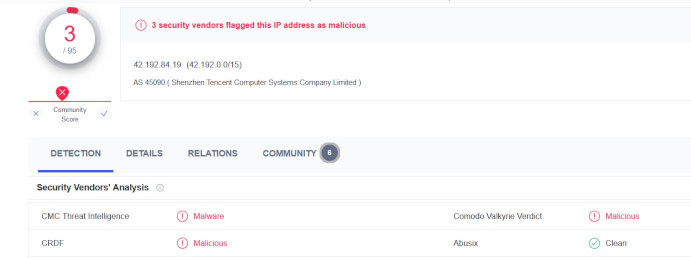 3
/ 95
Community
Score
3 security vendors flagged this IP address as malicious
42.192.84.19 (42.192.0.0/15)
AS 45090 ( Shenzhen Tencent Computer Systems Company Limited )
DETECTION DETAILS RELATIONS COMMUNITY 6
Security Vendors' Analysis
CMC Threat Intelligence Malware Comodo Valkyrie Verdict Malicious
CRDF Malicious Abusix Clean